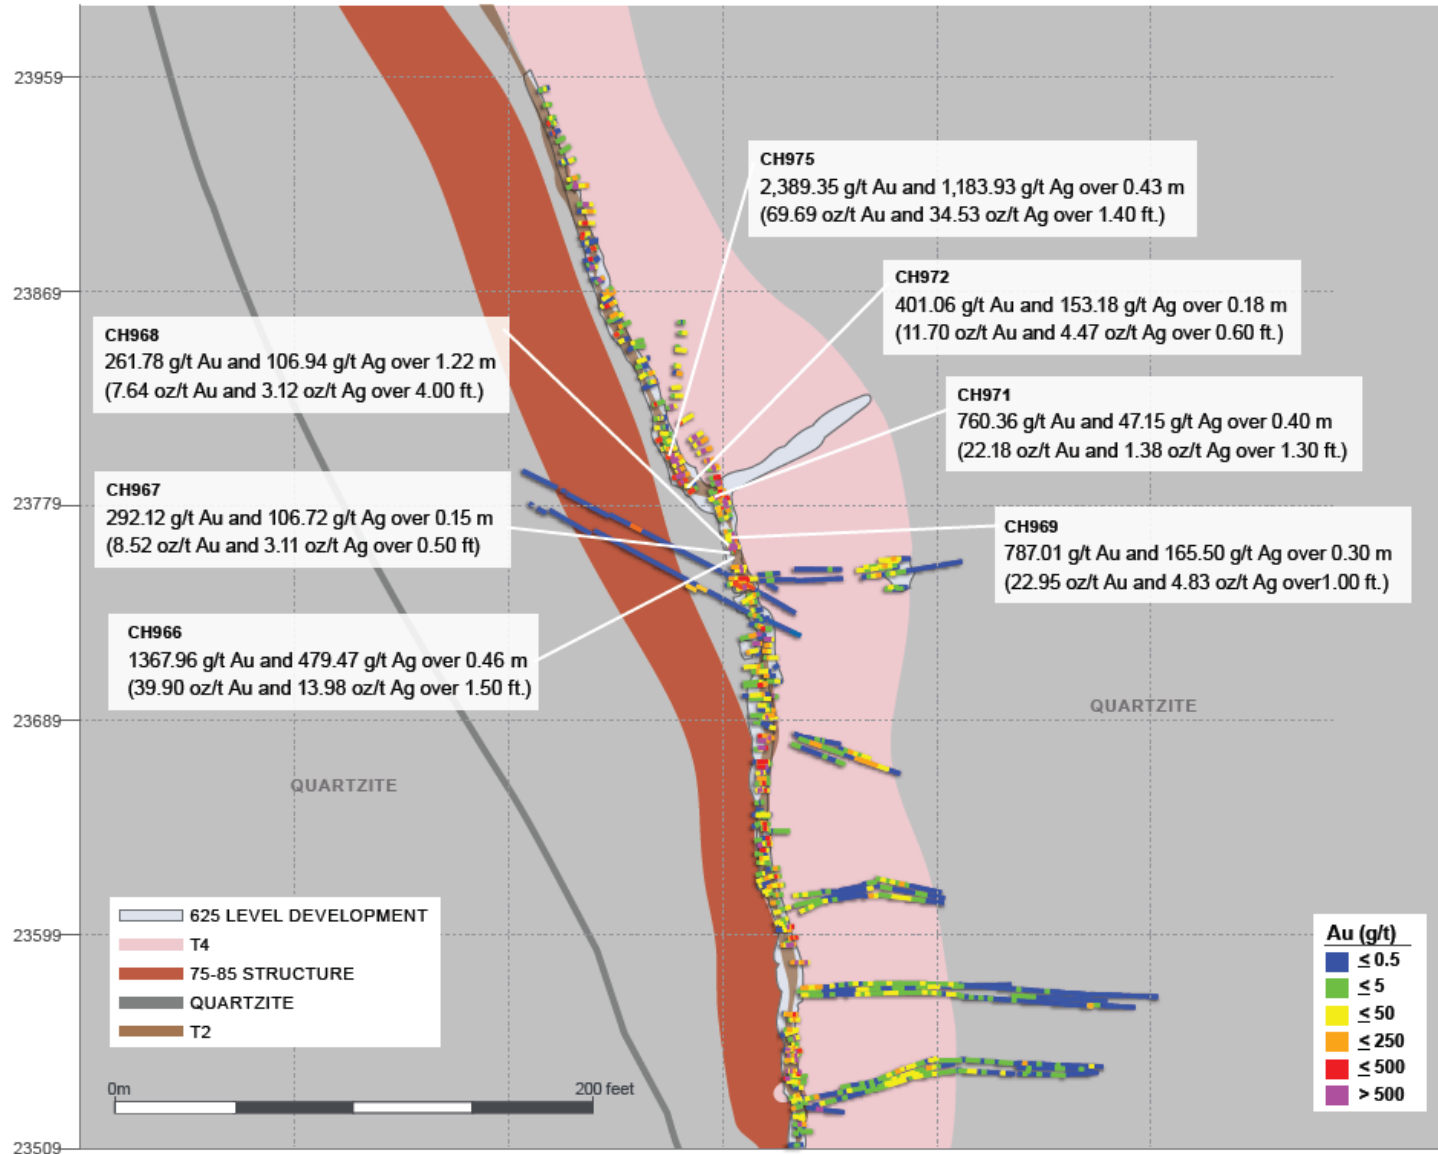 23959
23869
23779
23689
23599
23509
CH975
2,389.35 g/t Au and 1,183.93 g/t Ag over 0.43 m
(69.69 oz/t Au and 34.53 oz/t Ag over 1.40 ft.)
CH972
401.06 g/t Au and 153.18 g/t Ag over 0.18 m
(11.70 oz/t Au and 4.47 oz/t Ag over 0.60 ft.)
CH968
261.78 g/t Au and 106.94 g/t Ag over 1.22 m
(7.64 oz/t Au and 3.12 oz/t Ag over 4.00 ft.)
CH971
760.36 g/t Au and 47.15 g/t Ag over 0.40 m
(22.18 oz/t Au and 1.38 oz/t Ag over 1.30 ft.)
CH967
292.12 g/t Au and 106.72 g/t Ag over 0.15 m
(8.52 oz/t Au and 3.11 oz/t Ag over 0.50 ft)
CH969
787.01 g/t Au and 165.50 g/t Ag over 0.30 m
(22.95 oz/t Au and 4.83 oz/t Ag over1.00 ft.)
CH966
1367.96 g/t Au and 479.47 g/t Ag over 0.46 m
(39.90 oz/t Au and 13.98 oz/t Ag over 1.50 ft.)
QUARTZITE
QUARTZITE
625 LEVEL DEVELOPMENT
T4
75-85 STRUCTURE
QUARTZITE
T2
0m
200 feet
Au (g/t)
≤ 0.5
≤ 5
≤ 50
≤ 250
≤ 500
> 500